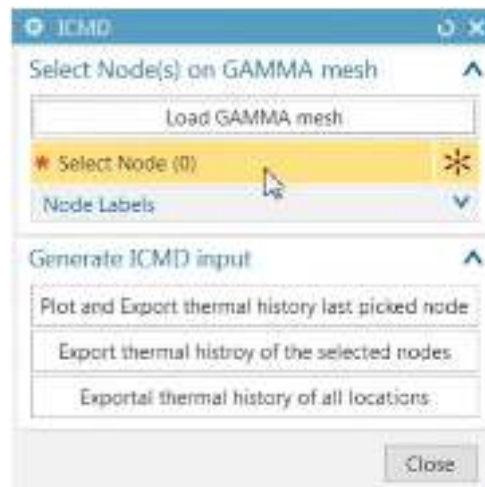 ICMD
Select Node(s) on GAMMA mesh
Load GAMMA mesh
* Select Node (0)
Node Labels
Generate ICMD input
Plot and Export thermal history last picked node
Export thermal histroy of the selected nodes
Exportal thermal history of all locations
Close